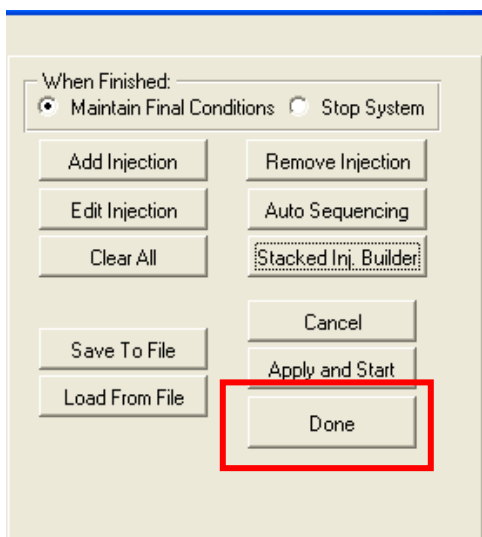 When Finished:
Maintain Final Conditions Stop System
Add Injection Remove Injection
Edit Injection Auto Sequencing
Clear All Stacked Inj. Builder
Cancel
Save To File
Apply and Start
Load From File
Done